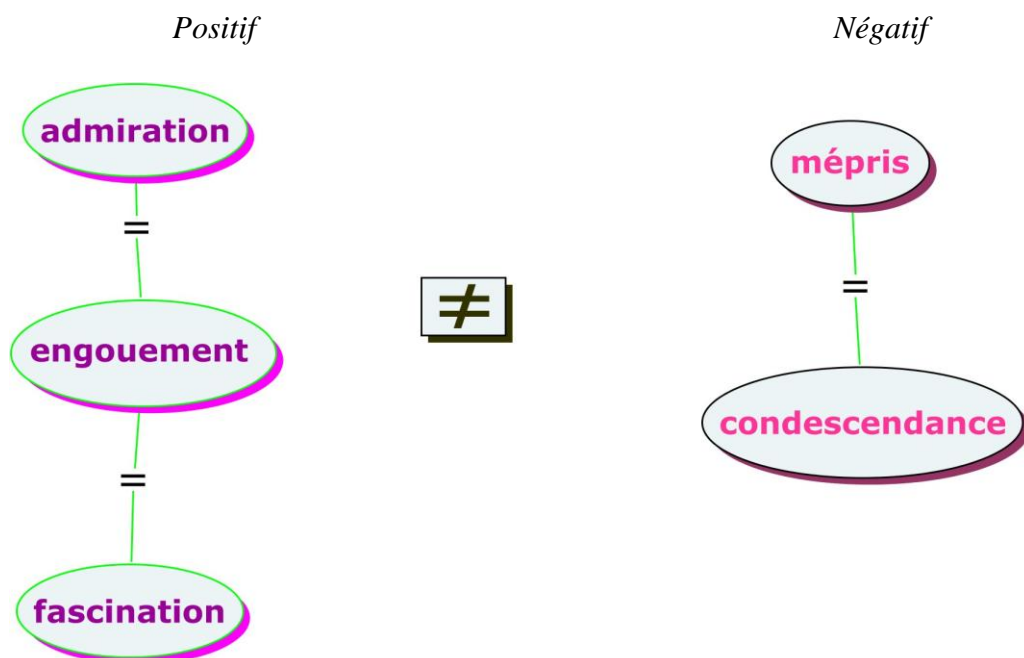 Positif
Négatif
admiration
=
engouement
=
fascination
≠
mépris
=
condescendance